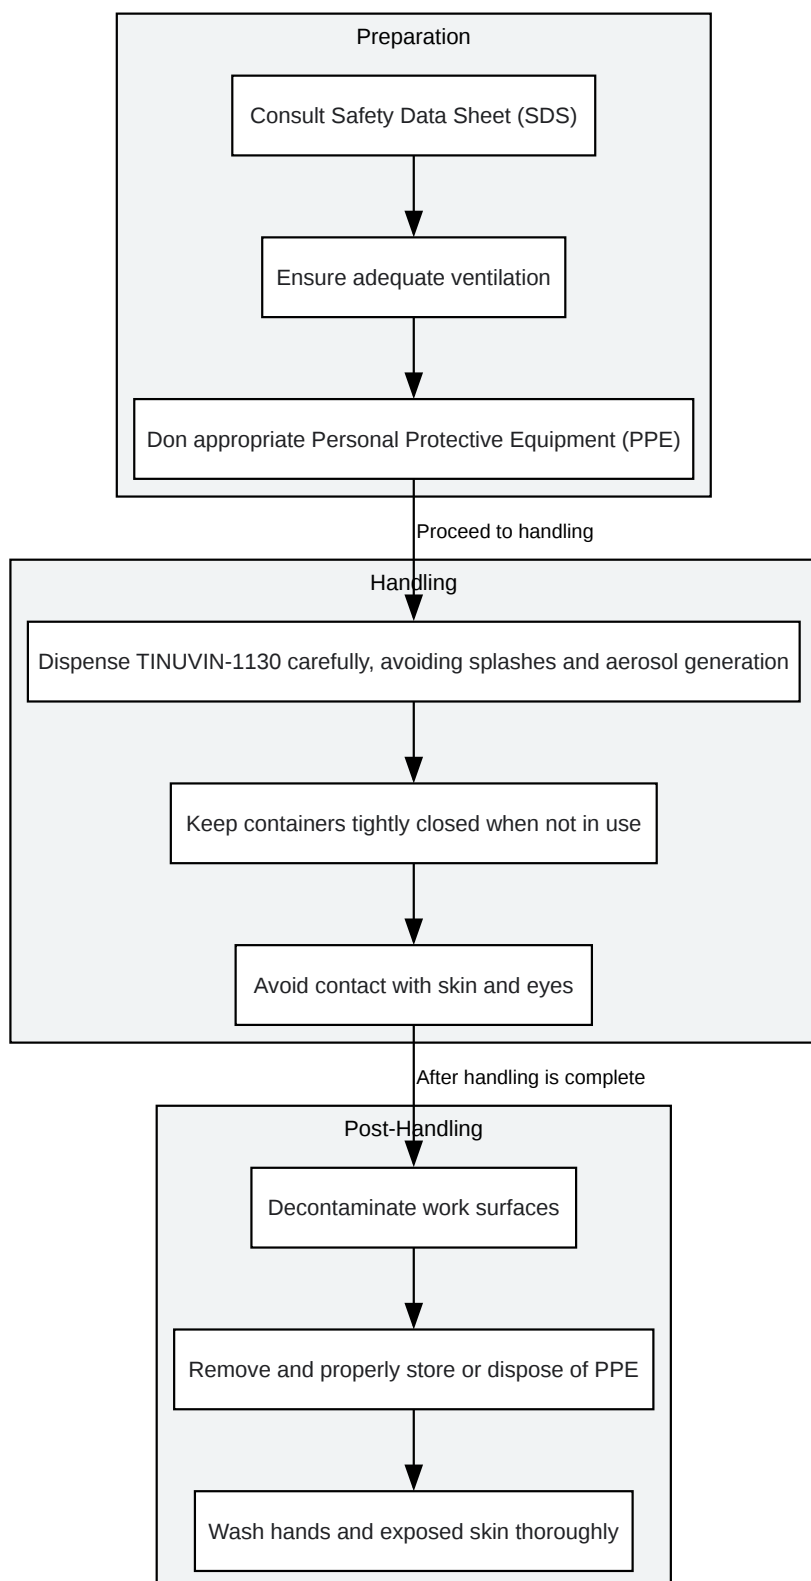 Preparation
Consult Safety Data Sheet (SDS)
Ensure adequate ventilation
Don appropriate Personal Protective Equipment (PPE)
Proceed to handling
Handling
Dispense TINUVIN-1130 carefully, avoiding splashes and aerosol generation
Keep containers tightly closed when not in use
Avoid contact with skin and eyes
After handling is complete
Post-Handling
Decontaminate work surfaces
Remove and properly store or dispose of PPE
Wash hands and exposed skin thoroughly